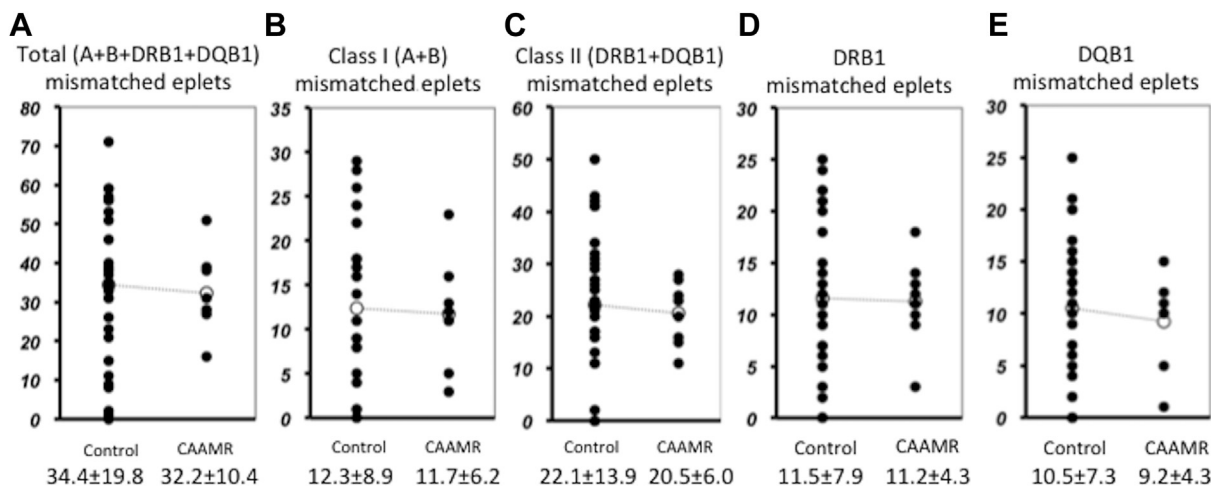 A
Total (A+B+DRB1+DQB1)
mismatched eplets
80
70
60
50
40
30
20
10
0
Control CAAMR
34.4±19.8 32.2±10.4
B
Class I (A+B)
mismatched eplets
35
30
25
20
15
10
5
0
Control CAAMR
12.3±8.9 11.7±6.2
C
Class II (DRB1+DQB1)
mismatched eplets
60
50
40
30
20
10
0
Control CAAMR
22.1±13.9 20.5±6.0
D
DRB1
mismatched eplets
30
25
20
15
10
5
0
Control CAAMR
11.5±7.9 11.2±4.3
E
DQB1
mismatched eplets
30
25
20
15
10
5
0
Control CAAMR
10.5±7.3 9.2±4.3